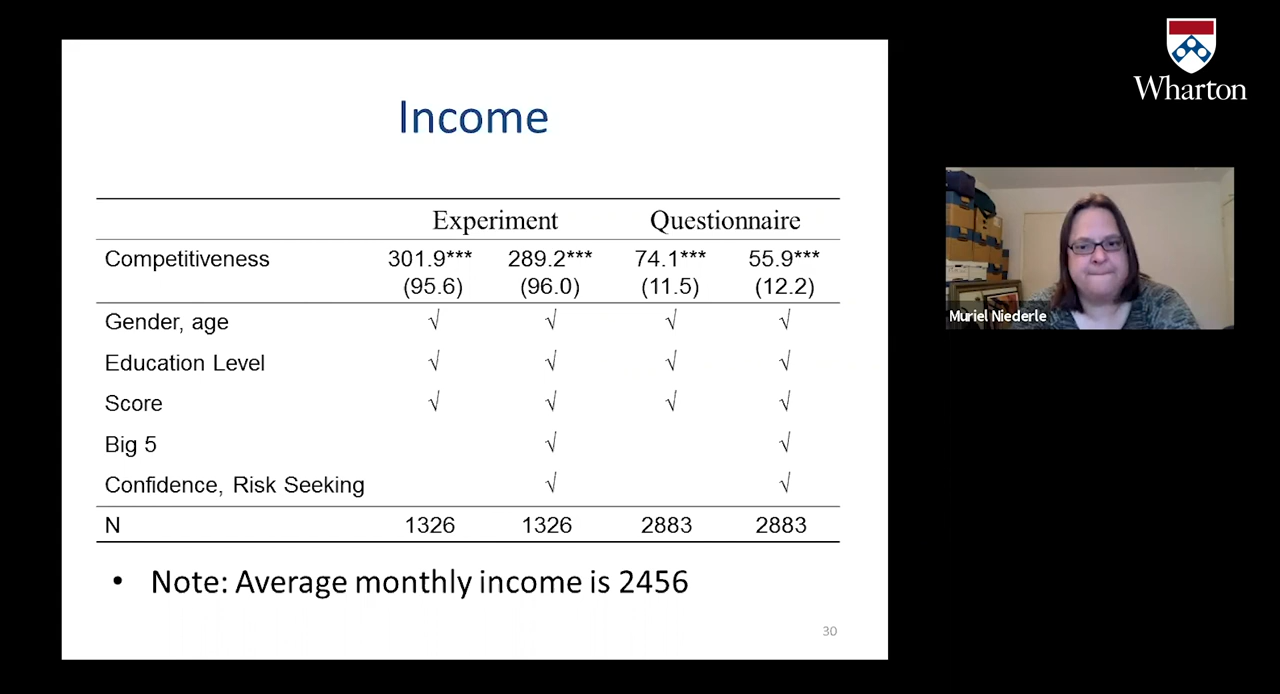 Wharton
Income
Experiment Questionnaire
Competitiveness 301.9*** 289.2*** 74.1*** 55.9***
(95.6) (96.0) (11.5) (12.2)
Gender, age √ √ √ √
Education Level √ √ √ √
Score √ √ √ √
Big 5 √ √
Confidence, Risk Seeking √ √
N 1326 1326 2883 2883
• Note: Average monthly income is 2456
30
Muriel Niederle